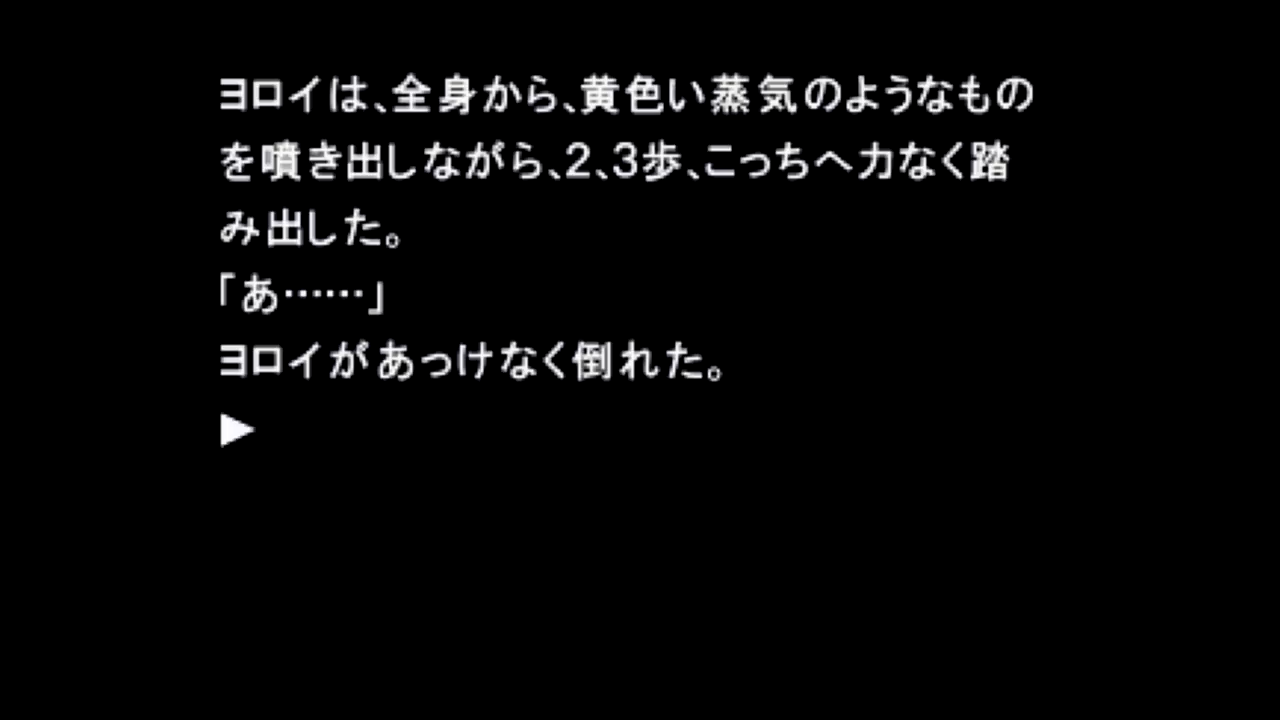 ヨロイは、全身から、黄色い蒸気のようなもの
を噴き出しながら、2、3歩、こっちへ力なく踏
み出した。
「あ……」
ヨロイがあっけなく倒れた。
▶